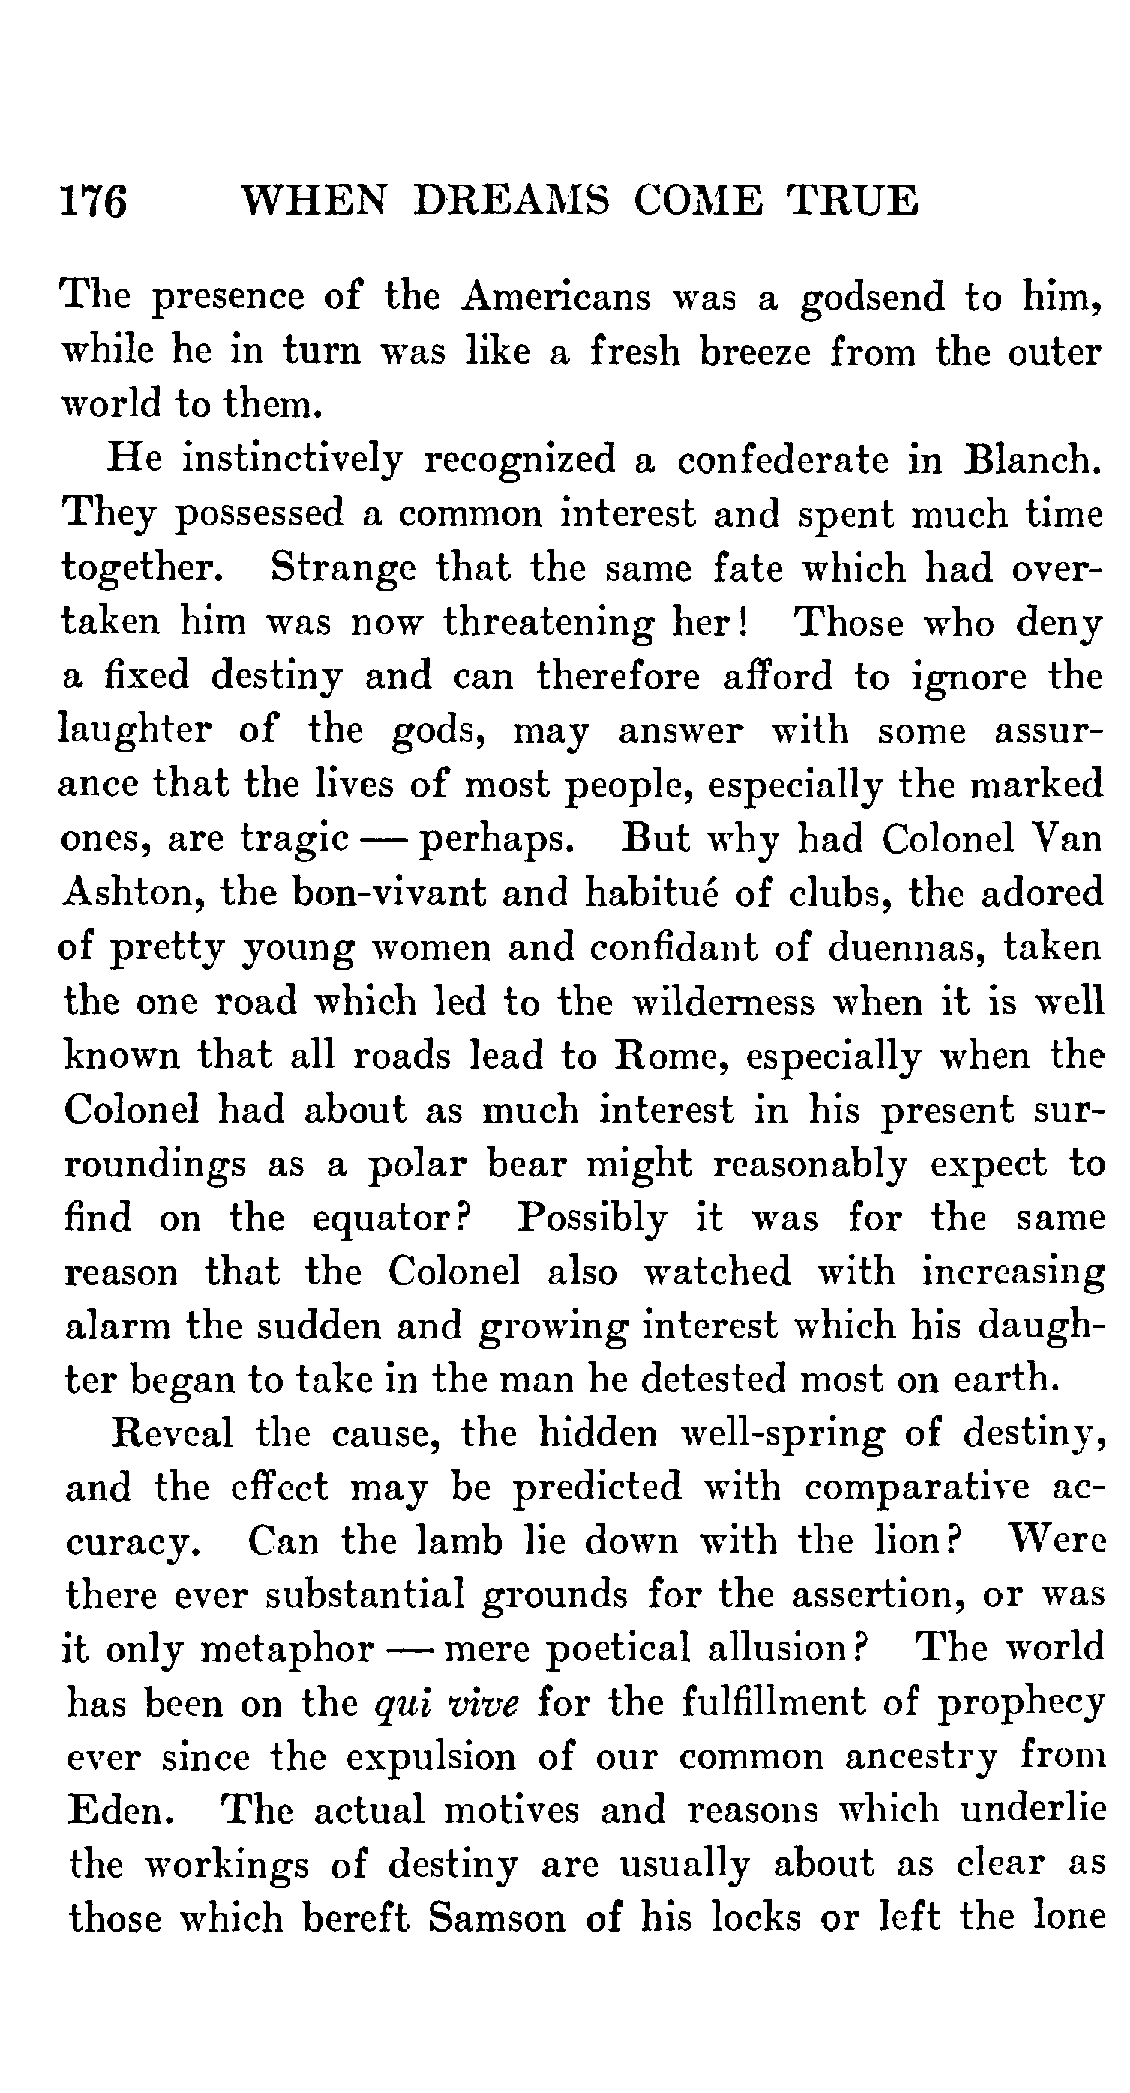 176 WHEN DREAMS COME TRUE
The presence of the Americans was a godsend to him,
while he in turn was like a fresh breeze from the outer
world to them.
He instinctively recognized a confederate in Blanch.
They possessed a common interest and spent much time
together. Strange that the same fate which had over-
taken him was now threatening her! Those who deny
a fixed destiny and can therefore afford to ignore the
laughter of the gods, may answer with some assur-
ance that the lives of most people, especially the marked
ones, are tragic — perhaps. But why had Colonel Van
Ashton, the bon-vivant and habitué of clubs, the adored
of pretty young women and confidant of duennas, taken
the one road which led to the wilderness when it is well
known that all roads lead to Rome, especially when the
Colonel had about as much interest in his present sur-
roundings as a polar bear might reasonably expect to
find on the equator? Possibly it was for the same
reason that the Colonel also watched with increasing
alarm the sudden and growing interest which his daugh-
ter began to take in the man he detested most on earth.
Reveal the cause, the hidden well-spring of destiny,
and the effect may be predicted with comparative ac-
curacy. Can the lamb lie down with the lion? Were
there ever substantial grounds for the assertion, or was
it only metaphor — mere poetical allusion? The world
has been on the qui vive for the fulfillment of prophecy
ever since the expulsion of our common ancestry from
Eden. The actual motives and reasons which underlie
the workings of destiny are usually about as clear as
those which bereft Samson of his locks or left the lone